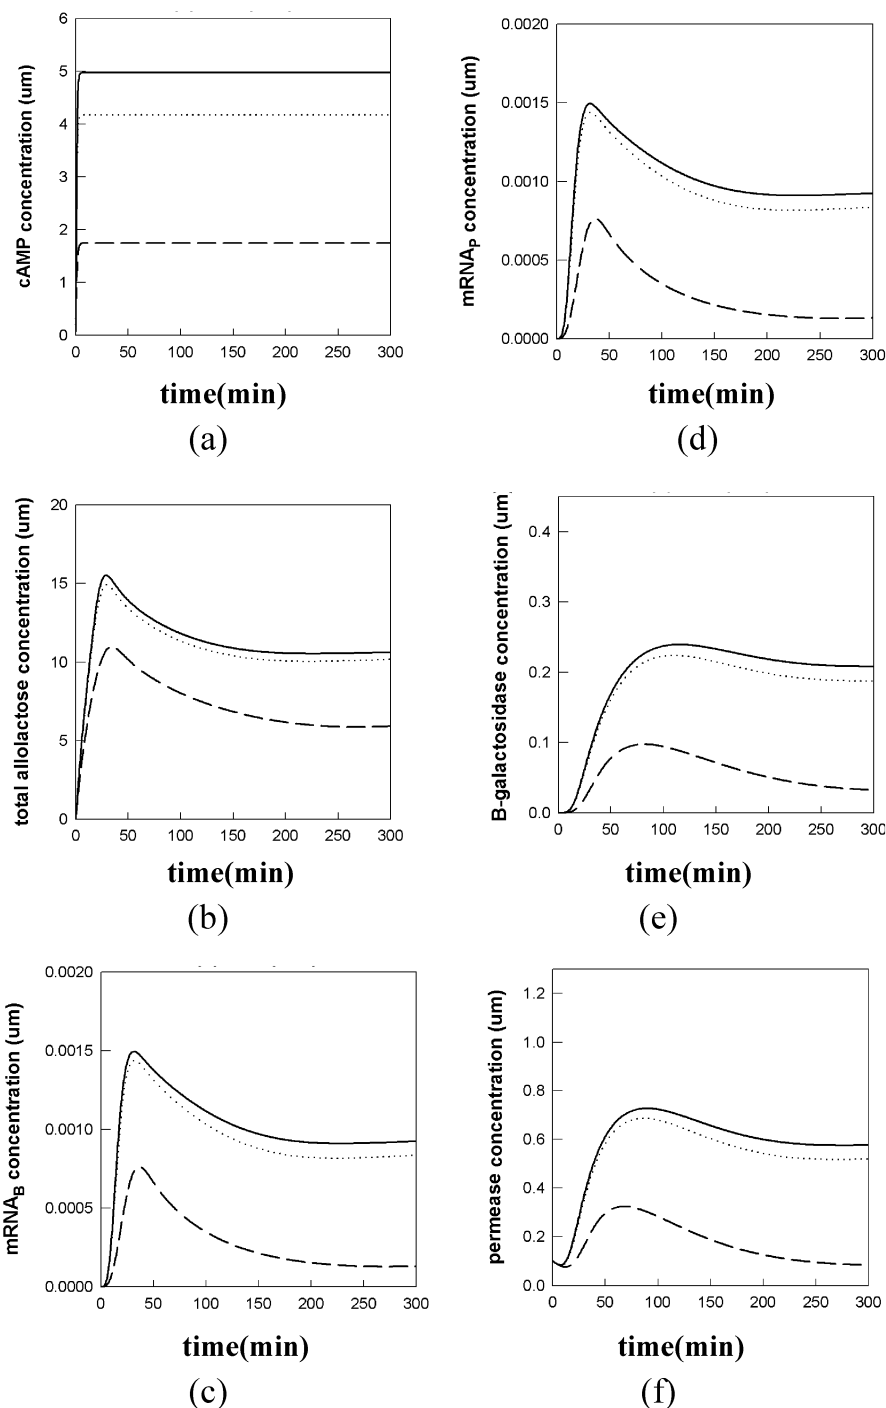 cAMP concentration (um)
6
5
4
3
2
1
0
0 50 100 150 200 250 300
time(min)
(a)
mRNAP concentration (um)
0.0020
0.0015
0.0010
0.0005
0.0000
0 50 100 150 200 250 300
time(min)
(d)
total allolactose concentration (um)
20
15
10
5
0
0 50 100 150 200 250 300
time(min)
(b)
B-galactosidase concentration (um)
0.4
0.3
0.2
0.1
0.0
0 50 100 150 200 250 300
time(min)
(e)
mRNAB concentration (um)
0.0020
0.0015
0.0010
0.0005
0.0000
0 50 100 150 200 250 300
time(min)
(c)
permease concentration (um)
1.2
1.0
0.8
0.6
0.4
0.2
0.0
0 50 100 150 200 250 300
time(min)
(f)